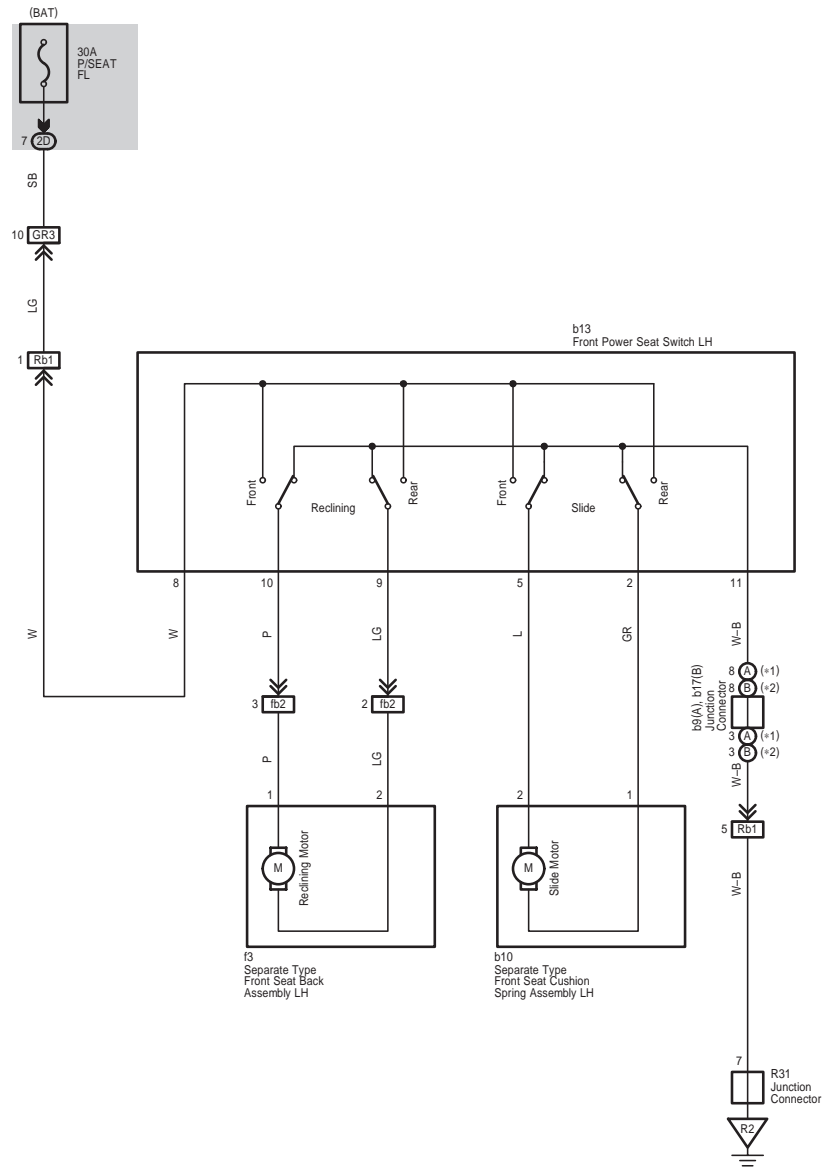 (BAT)
30A
P/SEAT
FL
7 2D
SB
10 GR3
LG
1 Rb1
b13
Front Power Seat Switch LH
Front
Reclining
Rear
Front
Slide
Rear
8 10 9 5 2 11
W W P LG L GR W–B
b9(A), b17(B)
Junction
Connector
8 A (*1)
8 B (*2)
3 A (*1)
3 B (*2)
3 fb2 2 fb2
P LG W–B
1 2 2 1
5 Rb1
M Reclining Motor
M Slide Motor
W–B
f3
Separate Type
Front Seat Back
Assembly LH
b10
Separate Type
Front Seat Cushion
Spring Assembly LH
7
R31
Junction
Connector
R2